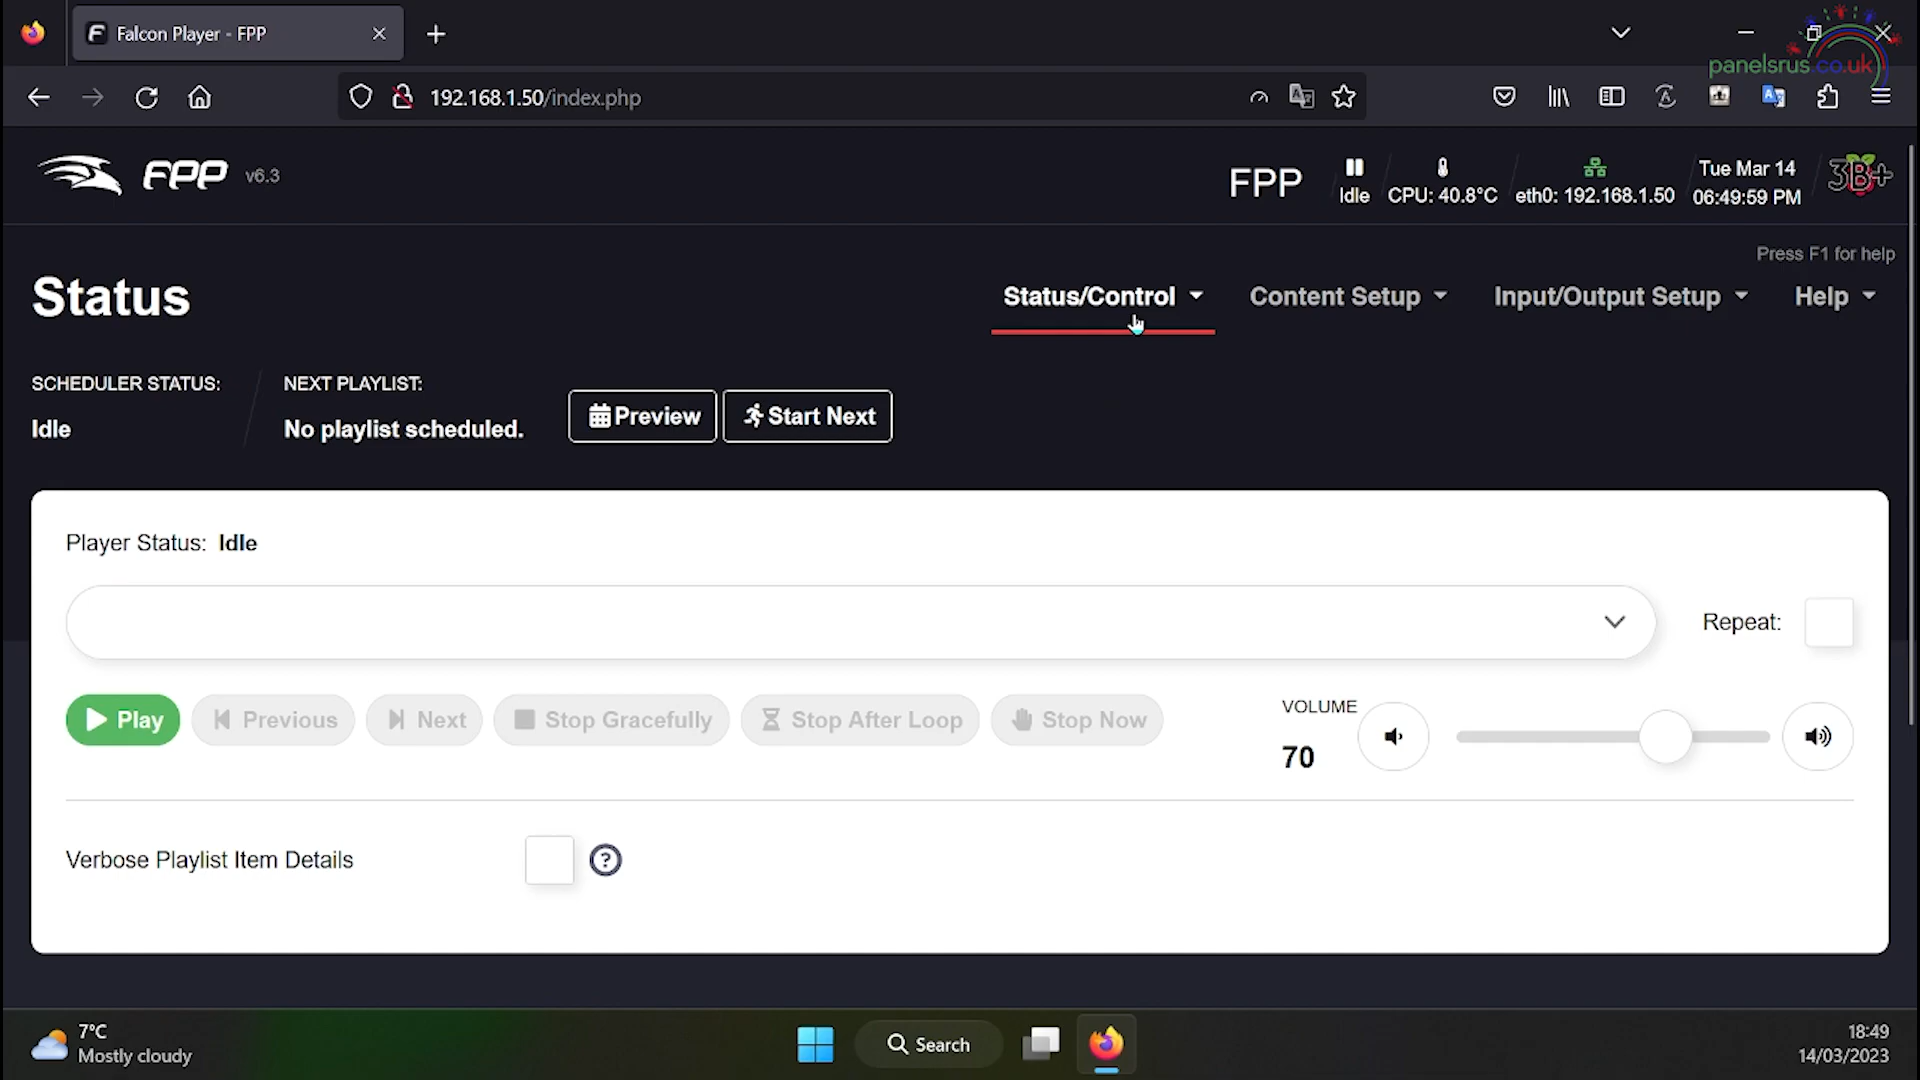 Falcon Player - FPP
panelsrus.co.uk
192.168.1.50/index.php
FPP v6.3
FPP
Idle
CPU: 40.8°C
eth0: 192.168.1.50
Tue Mar 14
06:49:59 PM
3B+
Press F1 for help
Status
Status/Control
Content Setup
Input/Output Setup
Help
SCHEDULER STATUS:
Idle
NEXT PLAYLIST:
No playlist scheduled.
Preview
Start Next
Player Status: Idle
Repeat:
Play
Previous
Next
Stop Gracefully
Stop After Loop
Stop Now
VOLUME
70
Verbose Playlist Item Details
?
7°C
Mostly cloudy
Search
18:49
14/03/2023